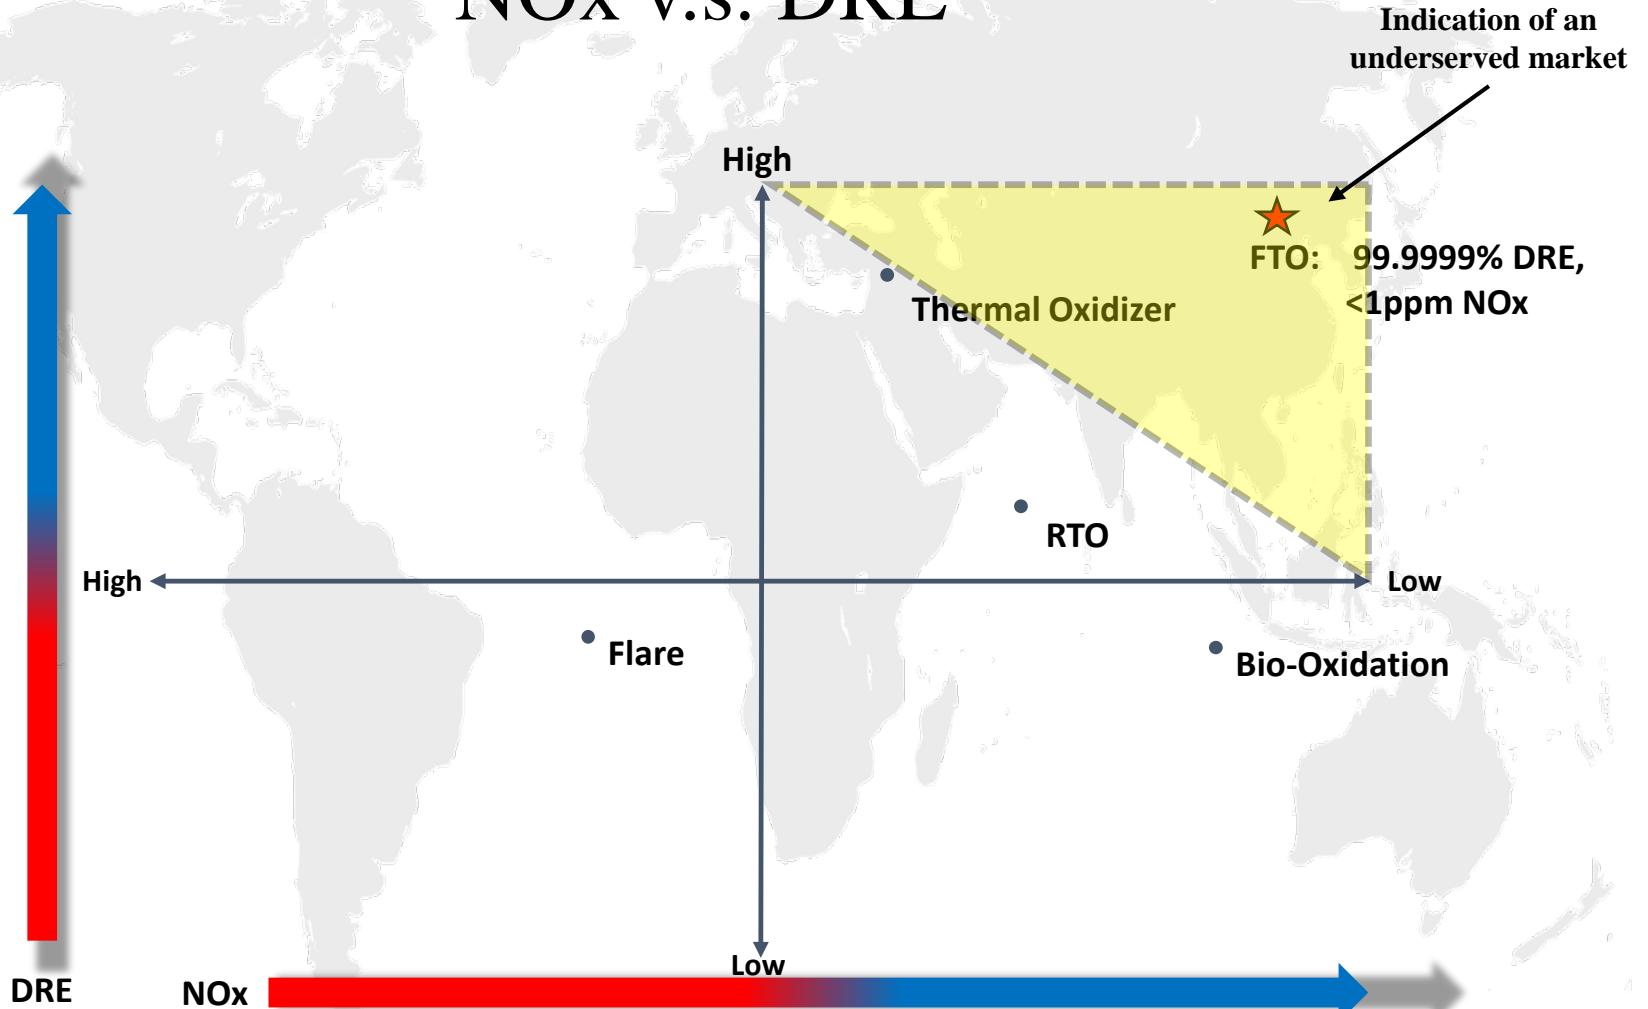 NOx v.s. DRE
Indication of an
underserved market
High
FTO: 99.9999% DRE,
<1ppm NOx
Thermal Oxidizer
RTO
High
Low
Flare
Bio-Oxidation
Low
DRE
NOx